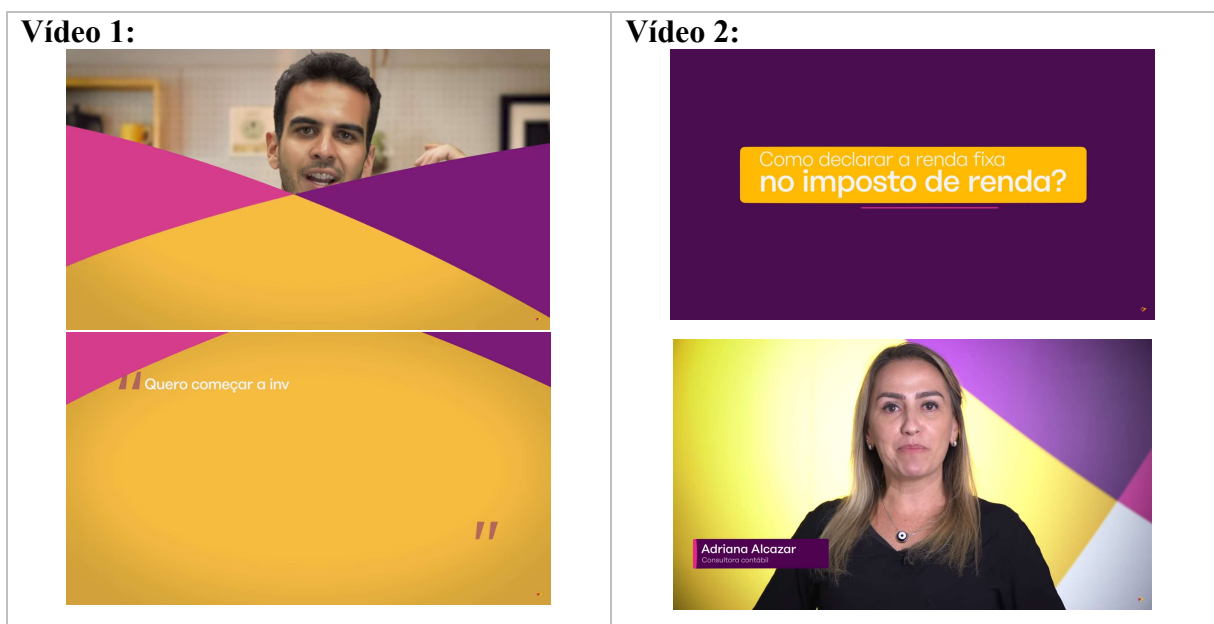 Vídeo 1:
" Quero começar a inv
"
Vídeo 2:
Como declarar a renda fixa
no imposto de renda?
Adriana Alcazar
Consultora contábil